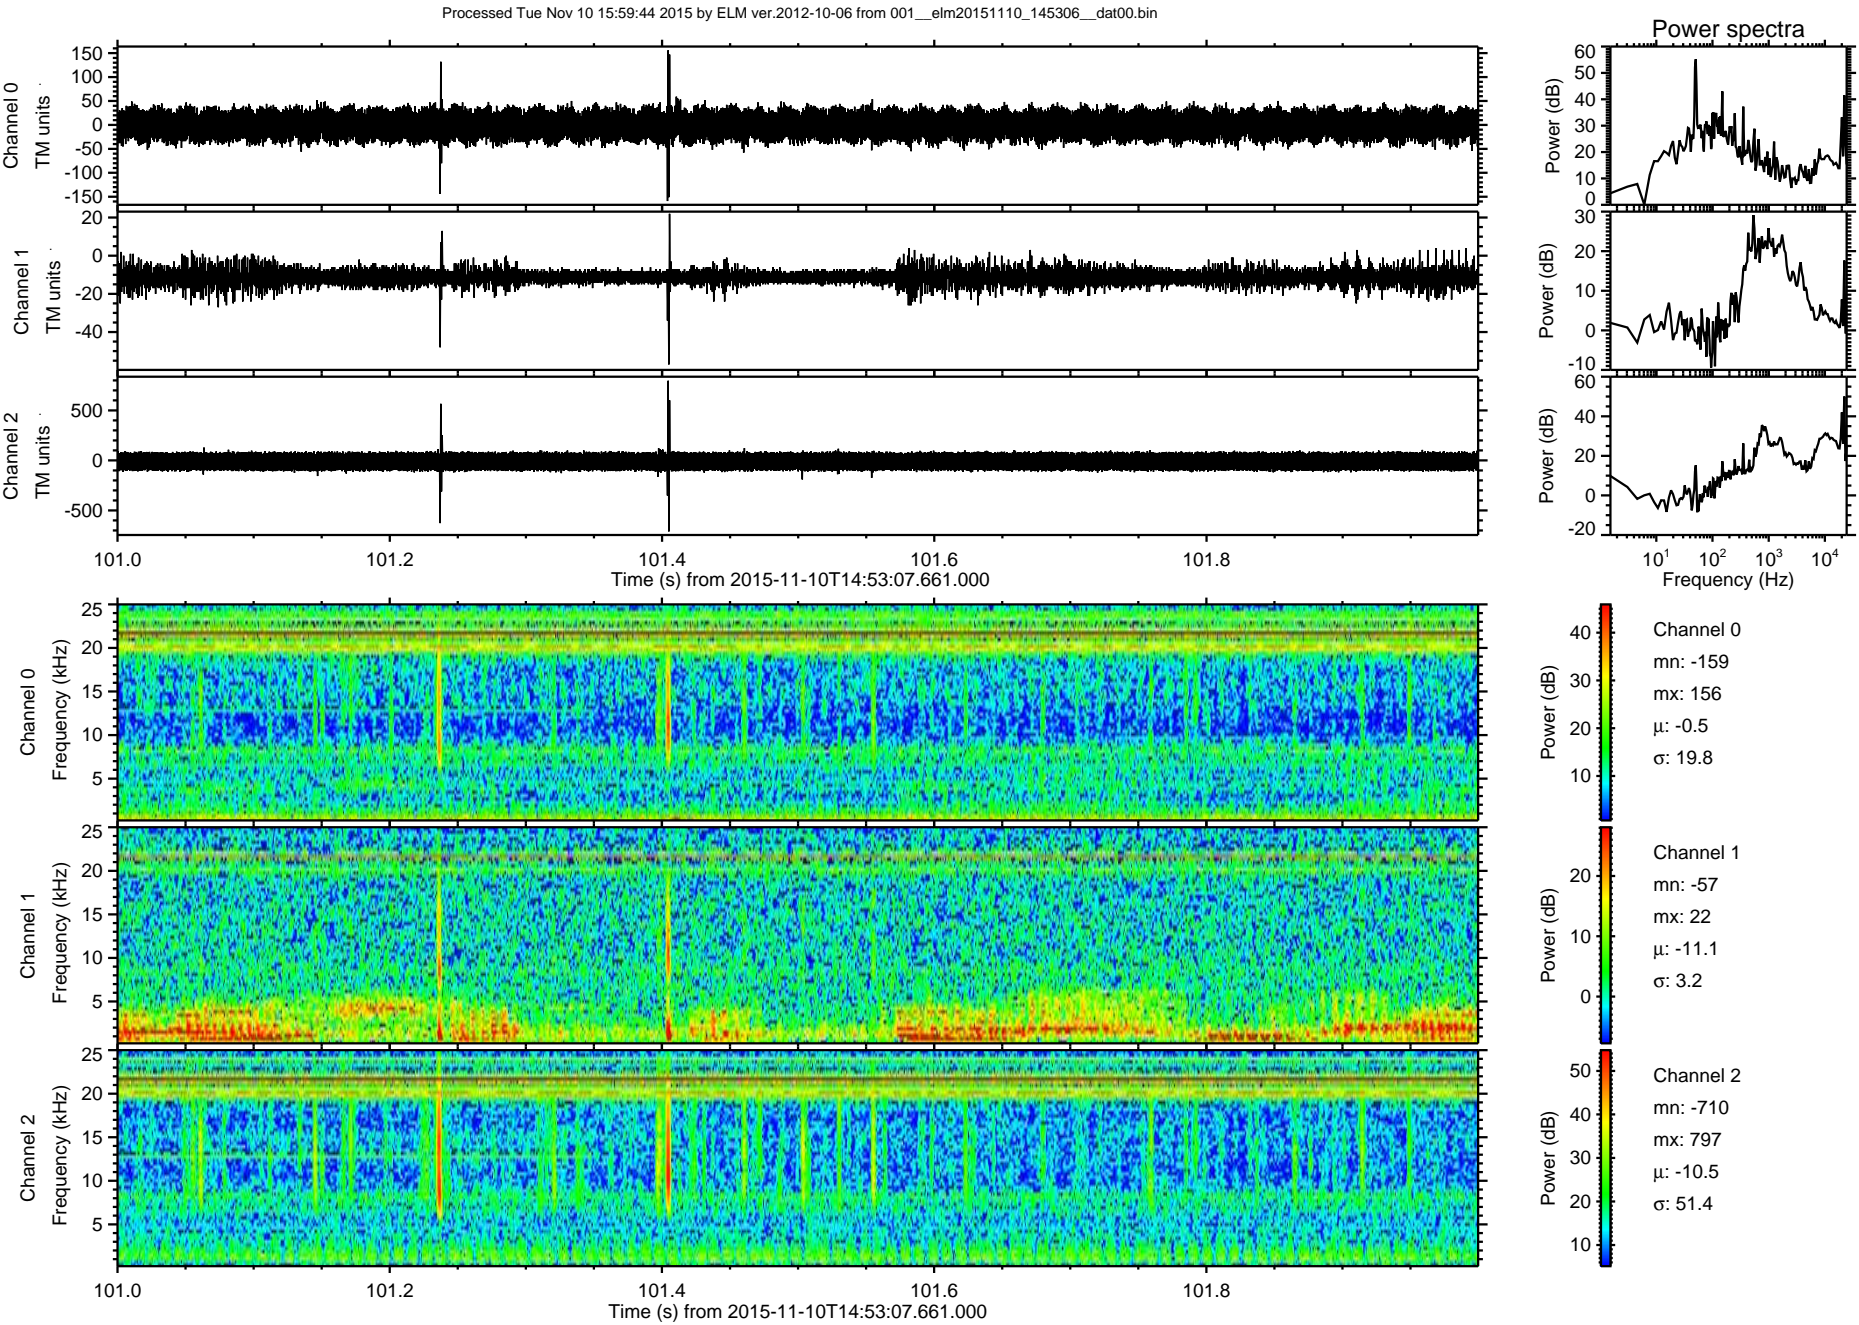 Processed Tue Nov 10 15:59:44 2015 by ELM ver.2012-10-06 from 001__elm20151110_145306__dat00.bin
Power spectra
Channel 0
TM units
150
100
50
0
-50
-100
-150
Power (dB)
60
50
40
30
20
10
0
Channel 1
TM units
20
0
-20
-40
Power (dB)
30
20
10
0
-10
Channel 2
TM units
500
0
-500
Power (dB)
60
40
20
0
-20
101.0 101.2 101.4 101.6 101.8
Time (s) from 2015-11-10T14:53:07.661.000
10^1 10^2 10^3 10^4
Frequency (Hz)
Channel 0
Frequency (kHz)
25
20
15
10
5
Power (dB)
40
30
20
10
Channel 0
mn: -159
mx: 156
μ: -0.5
σ: 19.8
Channel 1
Frequency (kHz)
25
20
15
10
5
Power (dB)
20
10
0
Channel 1
mn: -57
mx: 22
μ: -11.1
σ: 3.2
Channel 2
Frequency (kHz)
25
20
15
10
5
Power (dB)
50
40
30
20
10
Channel 2
mn: -710
mx: 797
μ: -10.5
σ: 51.4
101.0 101.2 101.4 101.6 101.8
Time (s) from 2015-11-10T14:53:07.661.000